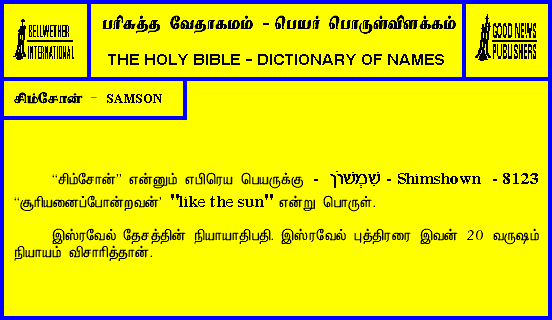 BELLWETHER
INTERNATIONAL
பரிசுத்த வேதாகமம் - பெயர் பொருள்விளக்கம்
THE HOLY BIBLE - DICTIONARY OF NAMES
GOOD NEWS
PUBLISHERS
சிம்சோன் - SAMSON
“சிம்சோன்” என்னும் எபிரெய பெயருக்கு - שִׁמְשׁוֹן - Shimshown - 8123
“சூரியனைப்போன்றவன்’ "like the sun" என்று பொருள்.
இஸ்ரவேல் தேசத்தின் நியாயாதிபதி. இஸ்ரவேல் புத்திரரை இவன் 20 வருஷம்
நியாயம் விசாரித்தான்.